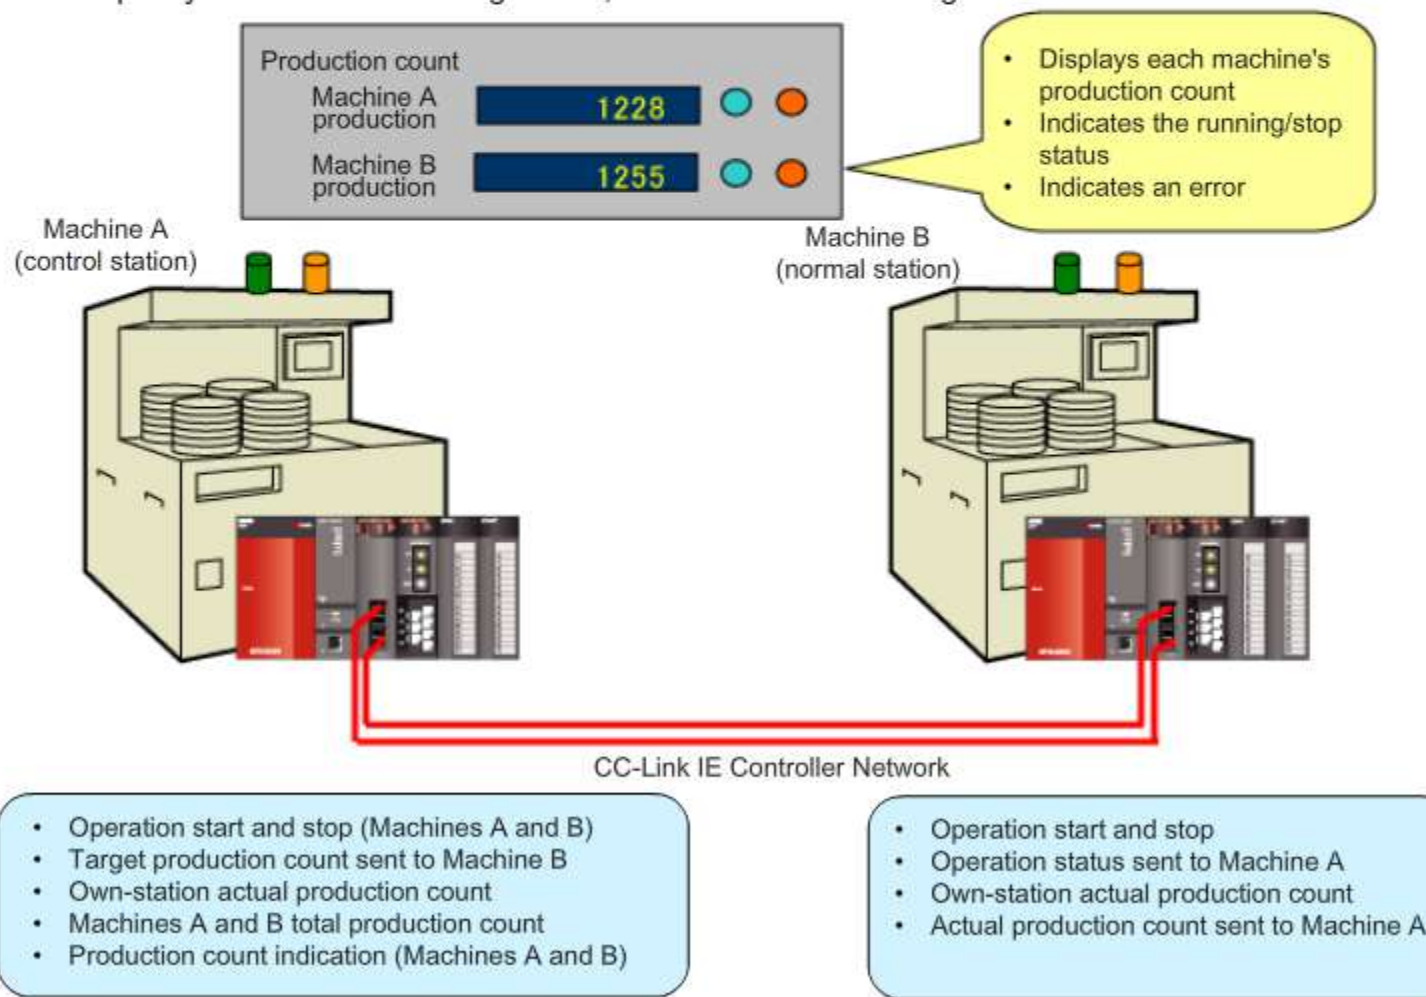 Production count
Machine A
production
1228
Machine B
production
1255
• Displays each machine's
production count
• Indicates the running/stop
status
• Indicates an error
Machine A
(control station)
Machine B
(normal station)
CC-Link IE Controller Network
• Operation start and stop (Machines A and B)
• Target production count sent to Machine B
• Own-station actual production count
• Machines A and B total production count
• Production count indication (Machines A and B)
• Operation start and stop
• Operation status sent to Machine A
• Own-station actual production count
• Actual production count sent to Machine A